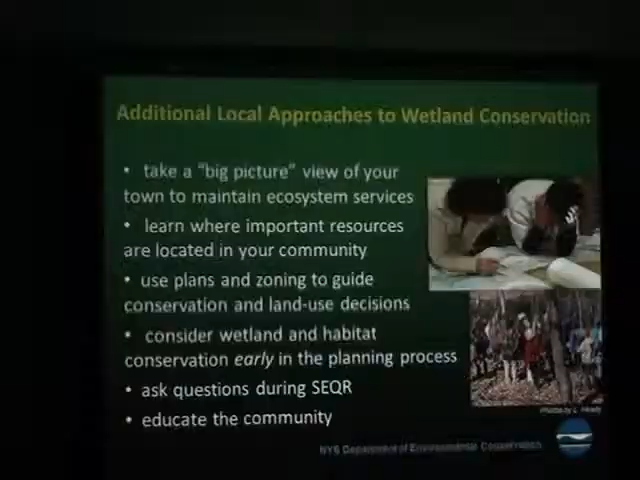 Additional Local Approaches to Wetland Conservation
• take a "big picture" view of your
town to maintain ecosystem services
• learn where important resources
are located in your community
• use plans and zoning to guide
conservation and land-use decisions
• consider wetland and habitat
conservation early in the planning process
• ask questions during SEQR
• educate the community
Photos by L.
NYS Department of Environmental Conservation